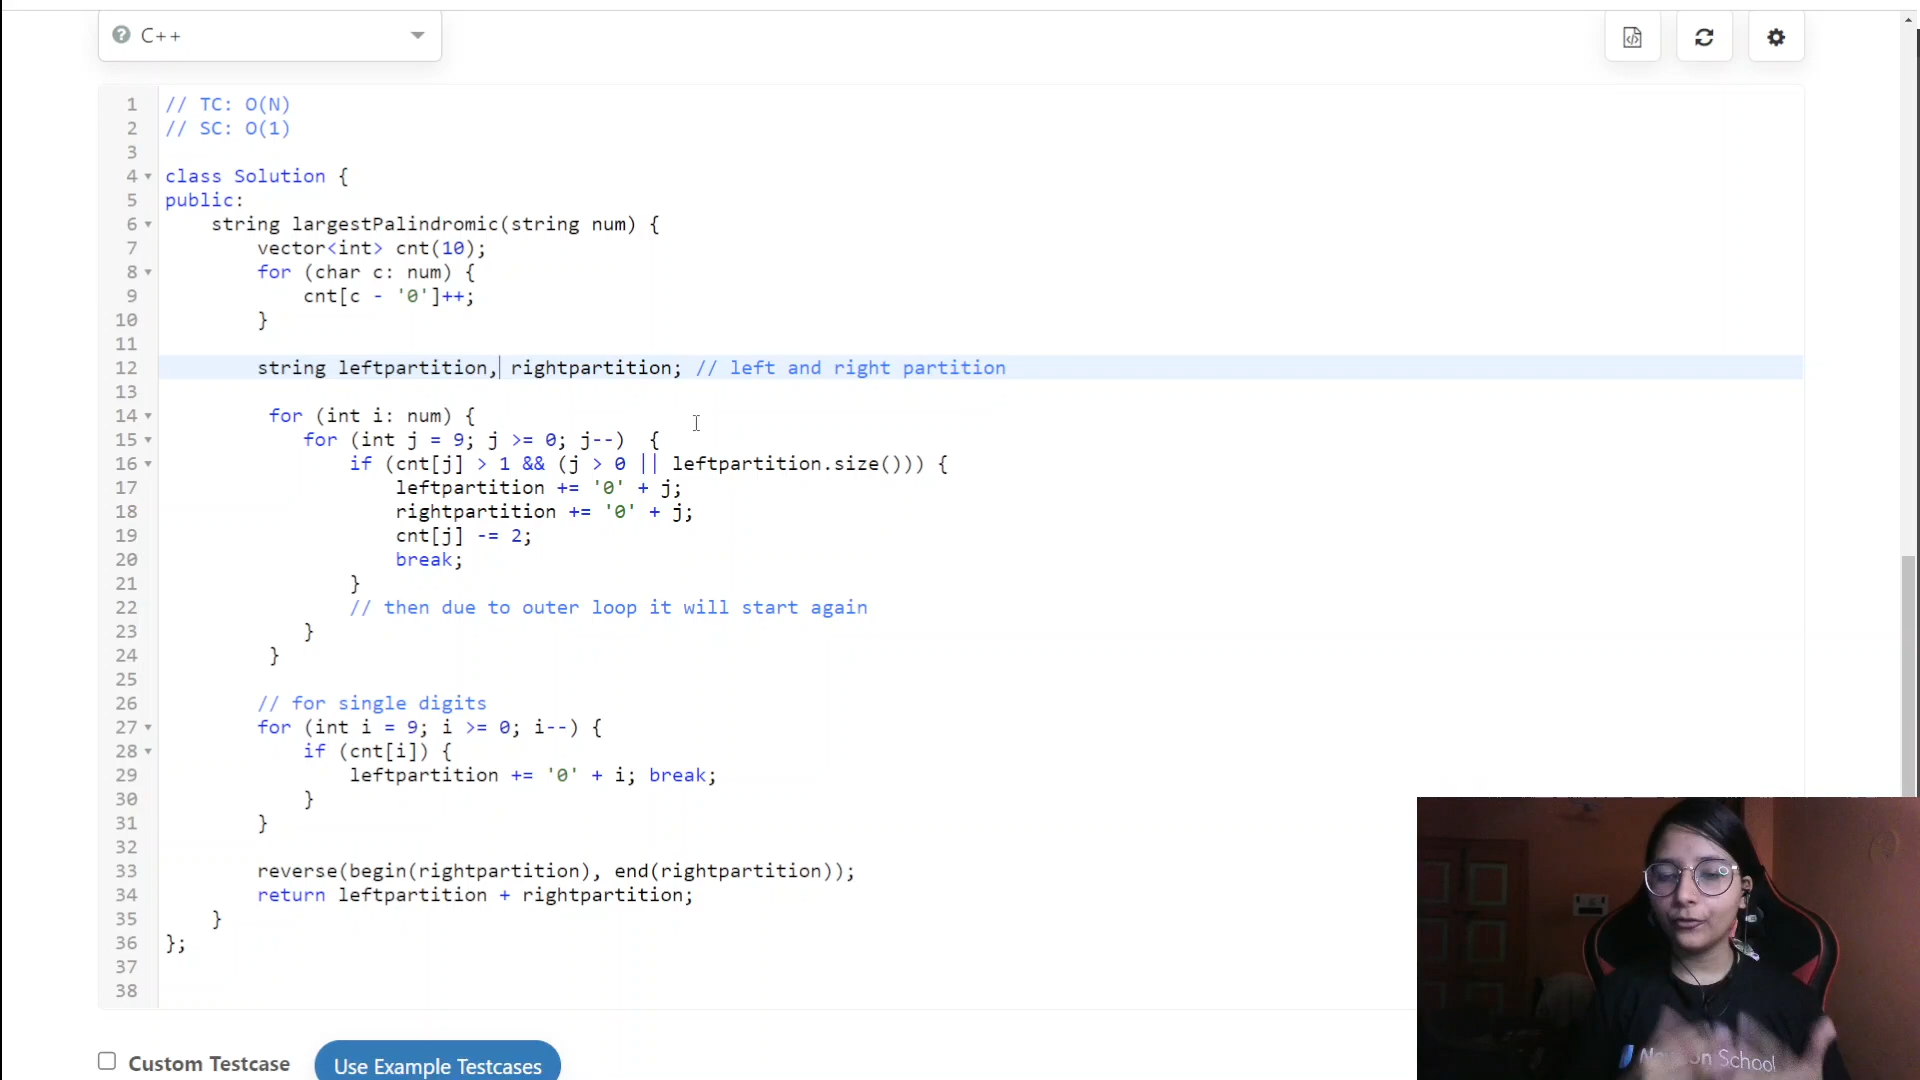 C++
1 // TC: O(N)
2 // SC: O(1)
3
4 class Solution {
5 public:
6 string largestPalindromic(string num) {
7 vector<int> cnt(10);
8 for (char c: num) {
9 cnt[c - '0']++;
10 }
11
12 string leftpartition, rightpartition; // left and right partition
13
14 for (int i: num) {
15 for (int j = 9; j >= 0; j--) {
16 if (cnt[j] > 1 && (j > 0 || leftpartition.size())) {
17 leftpartition += '0' + j;
18 rightpartition += '0' + j;
19 cnt[j] -= 2;
20 break;
21 }
22 // then due to outer loop it will start again
23 }
24 }
25
26 // for single digits
27 for (int i = 9; i >= 0; i--) {
28 if (cnt[i]) {
29 leftpartition += '0' + i; break;
30 }
31 }
32
33 reverse(begin(rightpartition), end(rightpartition));
34 return leftpartition + rightpartition;
35 }
36 };
37
38
Custom Testcase
Use Example Testcases
School